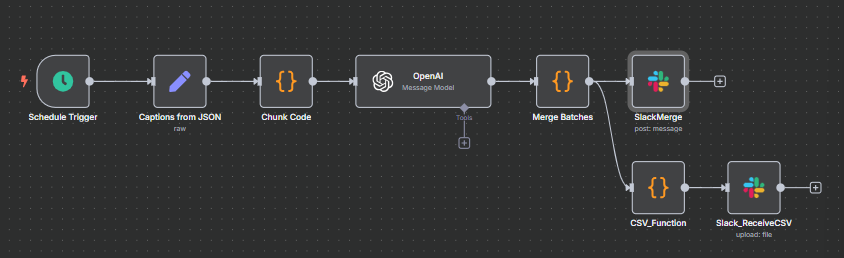 OpenAI
Message Model
Tools
Schedule Trigger
Captions from JSON
raw
Chunk Code
Merge Batches
SlackMerge
post: message
CSV_Function
Slack_ReceiveCSV
upload: file